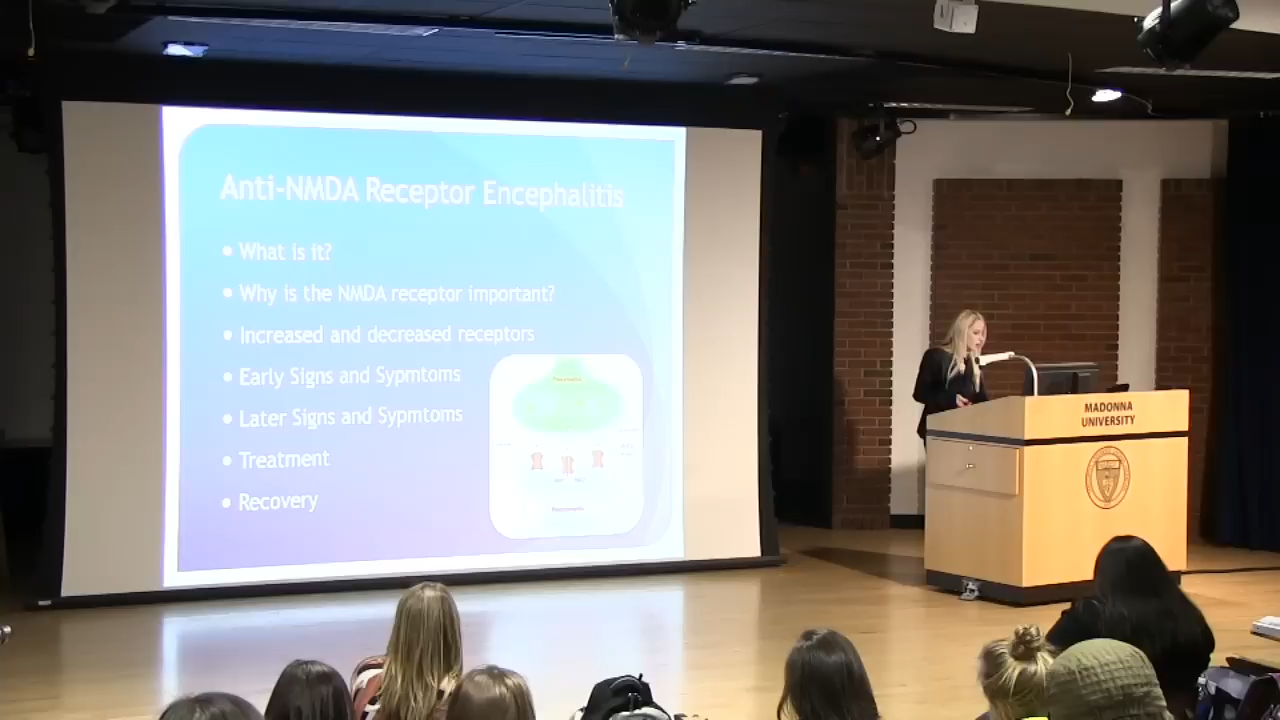 Anti-NMDA Receptor Encephalitis
• What is it?
• Why is the NMDA receptor important?
• Increased and decreased receptors
• Early Signs and Sypmtoms
• Later Signs and Sypmtoms
• Treatment
• Recovery
MADONNA
UNIVERSITY